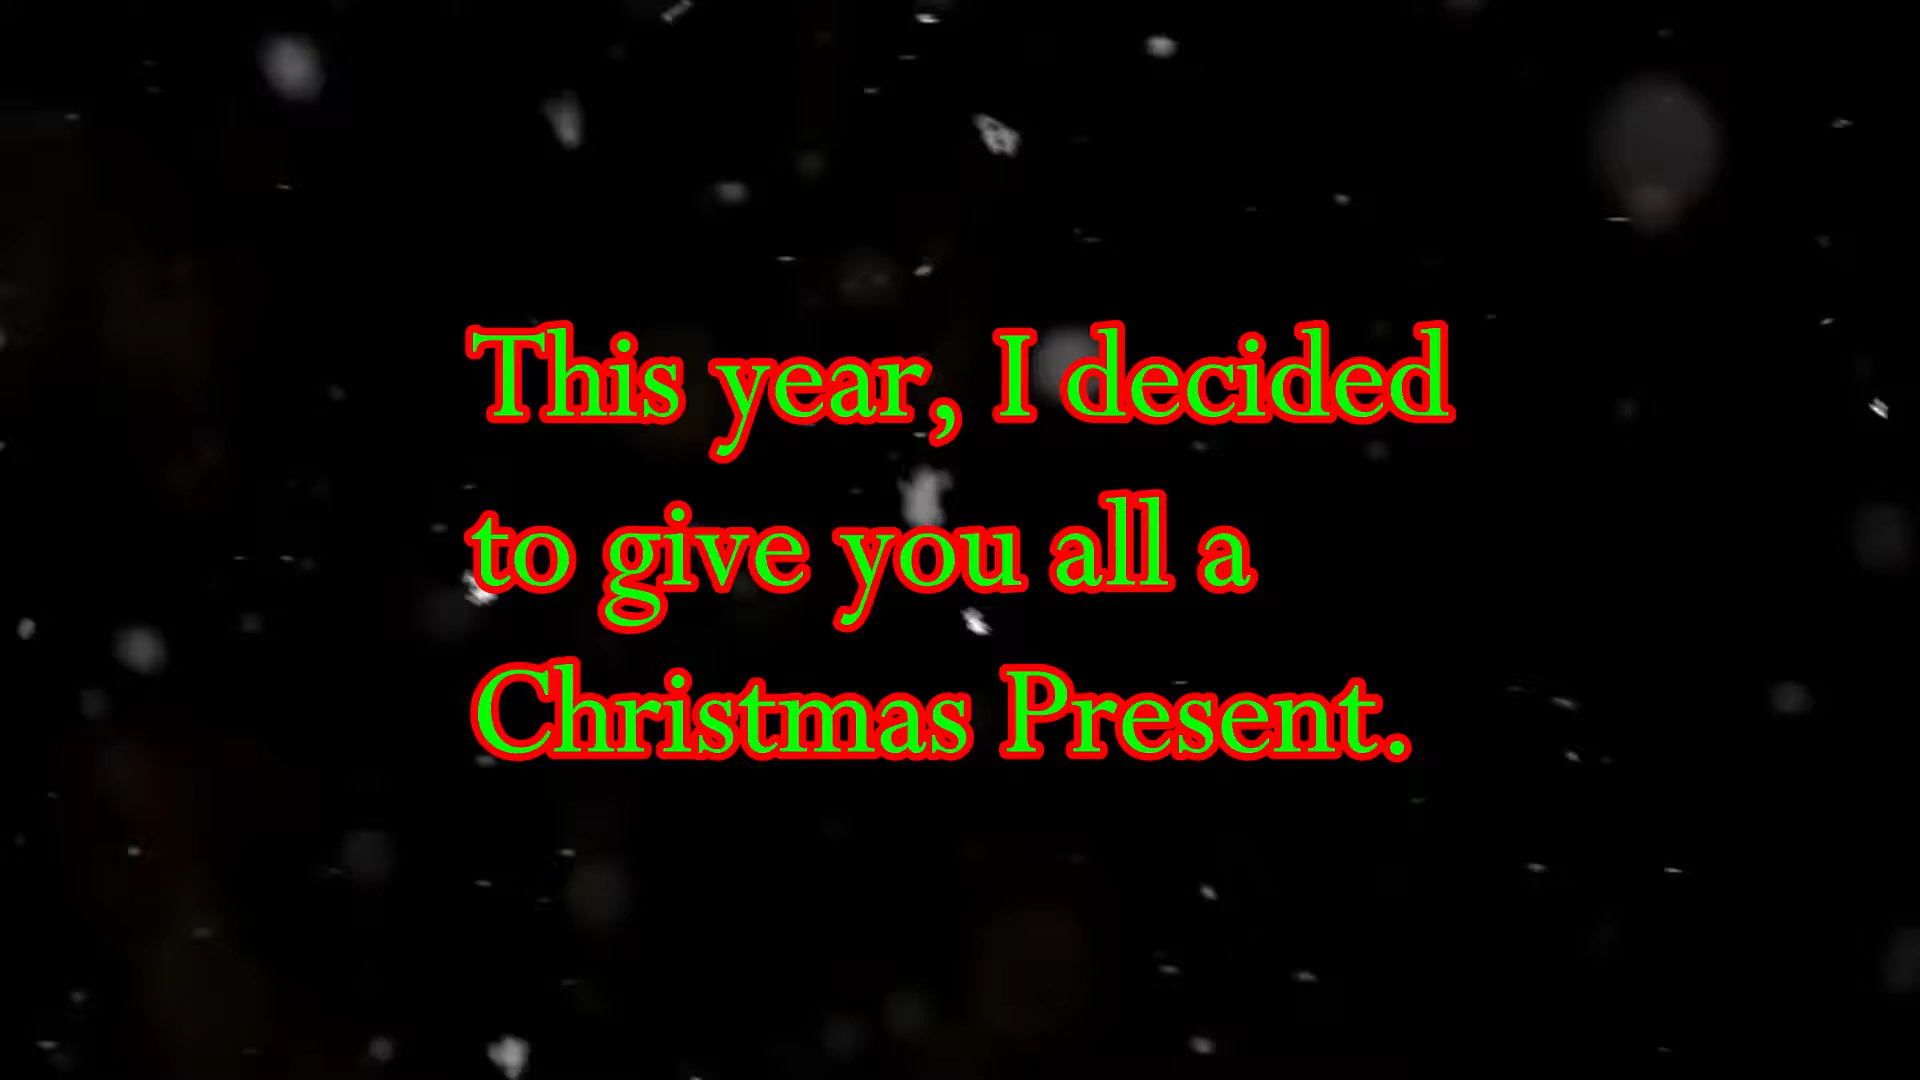 This year, I decided
to give you all a
Christmas Present.